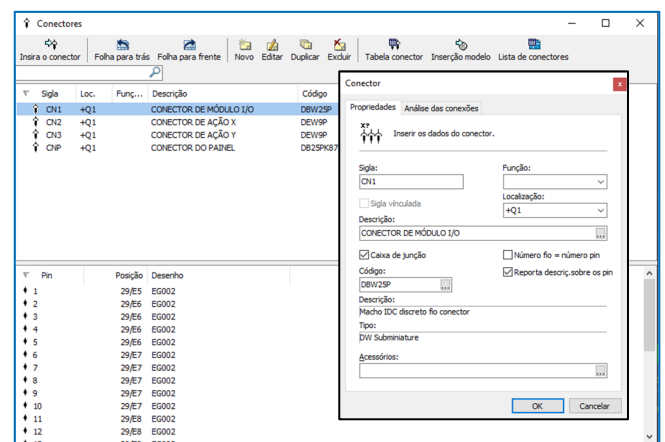 Conectores
Insira o conector Folha para trás Folha para frente Novo Editar Duplicar Excluir Tabela conector Inserção modelo Lista de conectores
Sigla Loc. Funç... Descrição Código
CN1 +Q1 CONECTOR DE MÓDULO I/O DBW25P
CN2 +Q1 CONECTOR DE AÇÃO X DEW9P
CN3 +Q1 CONECTOR DE AÇÃO Y DEW9P
CNP +Q1 CONECTOR DO PAINEL DB25PK87
Pin Posição Desenho
1 29/E5 EG002
2 29/E6 EG002
3 29/E6 EG002
4 29/E6 EG002
5 29/E6 EG002
6 29/E7 EG002
7 29/E7 EG002
8 29/E7 EG002
9 29/E7 EG002
10 29/E7 EG002
11 29/E8 EG002
12 29/E8 EG002
Conector
x
Propriedades Análise das conexões
X?
Inserir os dados do conector.
Sigla: Função:
CN1
Sigla vinculada
Localização:
+Q1
Descrição:
CONECTOR DE MÓDULO I/O ...
Caixa de junção Número fio = número pin
Código: Reporta descriç.sobre os pin
DBW25P ...
Descrição:
Macho IDC discreto fio conector
Tipo:
DW Subminiature
Acessórios:
...
OK Cancelar